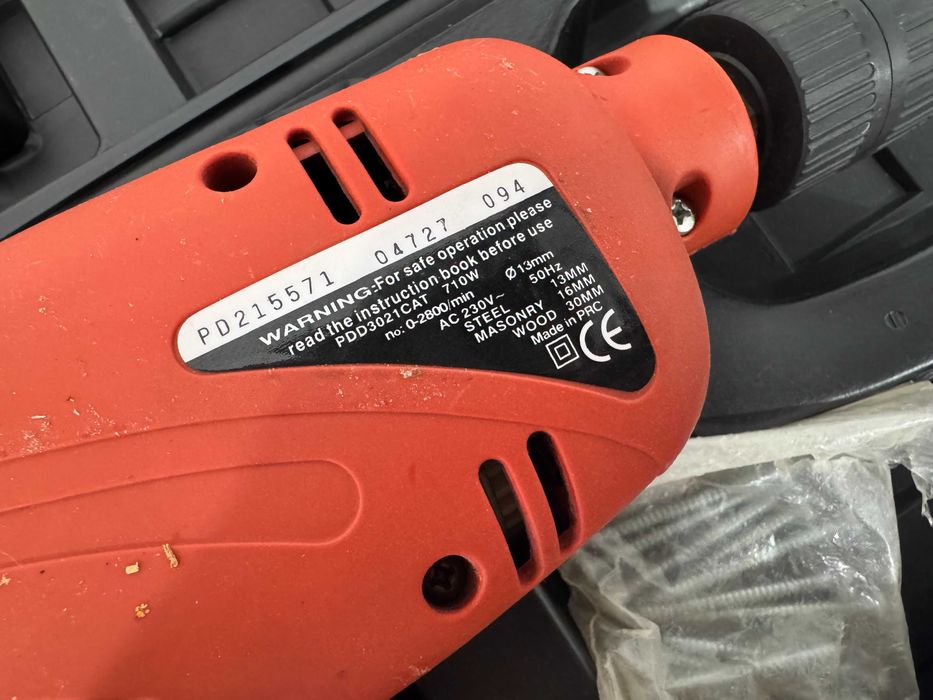 PD215571 04727 094
WARNING:-For safe operation please
read the instruction book before use
PDD3021CAT 710W Ø13mm
no: 0-2800/min 50Hz
AC 230V~ 13MM
STEEL 16MM
MASONRY 30MM
WOOD Made in PRC
CE